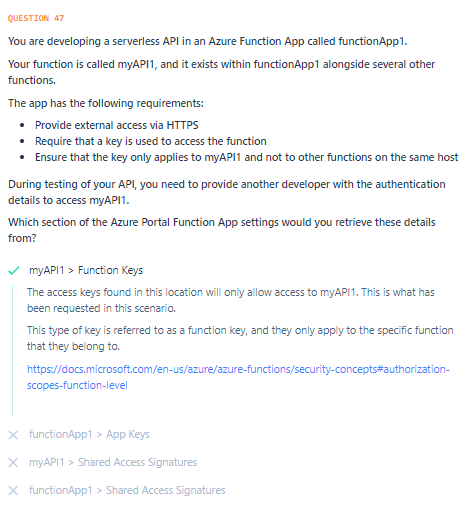 QUESTION 47
You are developing a serverless API in an Azure Function App called functionApp1.
Your function is called myAPI1, and it exists within functionApp1 alongside several other
functions.
The app has the following requirements:
• Provide external access via HTTPS
• Require that a key is used to access the function
• Ensure that the key only applies to myAPI1 and not to other functions on the same host
During testing of your API, you need to provide another developer with the authentication
details to access myAPI1.
Which section of the Azure Portal Function App settings would you retrieve these details
from?
myAPI1 > Function Keys
The access keys found in this location will only allow access to myAPI1. This is what has
been requested in this scenario.
This type of key is referred to as a function key, and they only apply to the specific function
that they belong to.
https://docs.microsoft.com/en-us/azure/azure-functions/security-concepts#authorization-
scopes-function-level
functionApp1 > App Keys
myAPI1 > Shared Access Signatures
functionApp1 > Shared Access Signatures